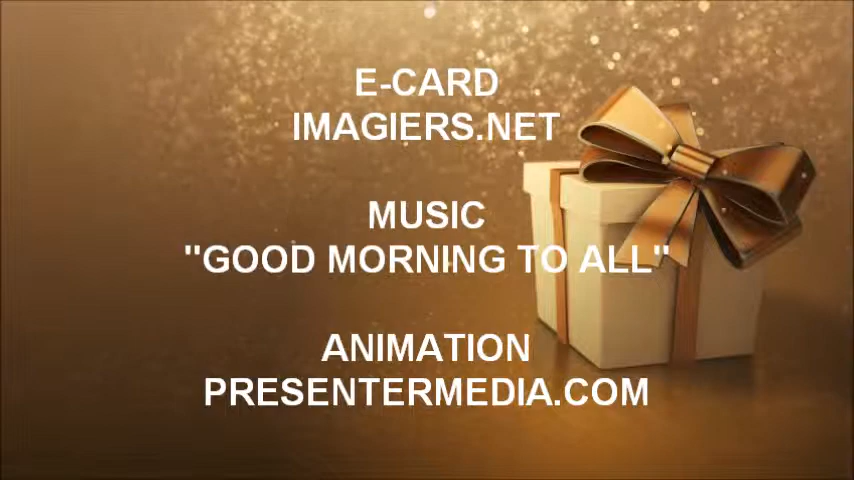 E-CARD
IMAGIERS.NET
MUSIC
"GOOD MORNING TO ALL"
ANIMATION
PRESENTERMEDIA.COM